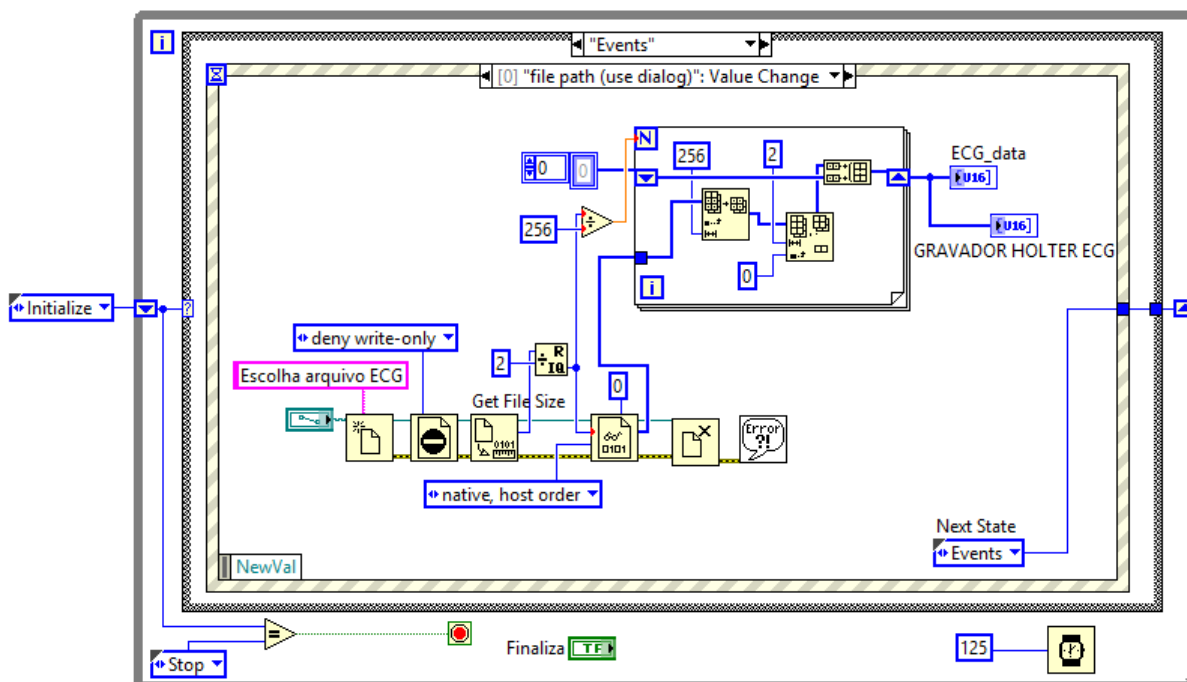 i
"Events"
[0] "file path (use dialog)": Value Change
N
0
0
256
2
ECG_data
U16]
256
÷
0
U16]
GRAVADOR HOLTER ECG
i
Initialize
?
deny write-only
2
÷ R
IQ
0
Escolha arquivo ECG
Get File Size
0101
0101
Error
?!
native, host order
Next State
Events
NewVal
=
Finaliza
TF
125
Stop